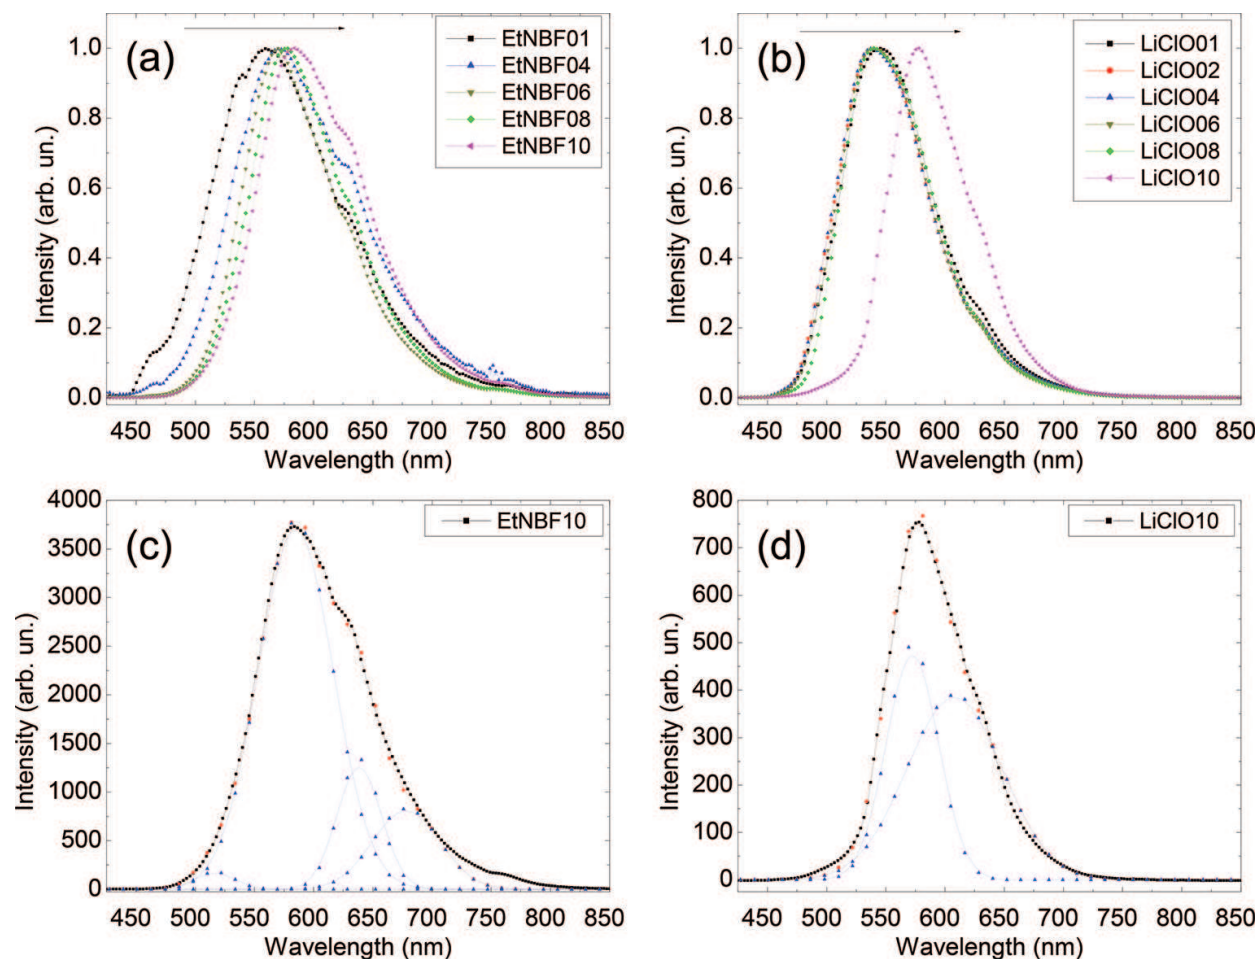 (a)
EtNBF01
EtNBF04
EtNBF06
EtNBF08
EtNBF10
1.0
0.8
0.6
0.4
0.2
0.0
Intensity (arb. un.)
450 500 550 600 650 700 750 800 850
Wavelength (nm)
(b)
LiClO01
LiClO02
LiClO04
LiClO06
LiClO08
LiClO10
1.0
0.8
0.6
0.4
0.2
0.0
Intensity (arb. un.)
450 500 550 600 650 700 750 800 850
Wavelength (nm)
(c)
EtNBF10
4000
3750
3500
3000
2500
2000
1500
1000
500
0
Intensity (arb. un.)
450 500 550 600 650 700 750 800 850
Wavelength (nm)
(d)
LiClO10
800
700
600
500
400
300
200
100
0
Intensity (arb. un.)
450 500 550 600 650 700 750 800 850
Wavelength (nm)